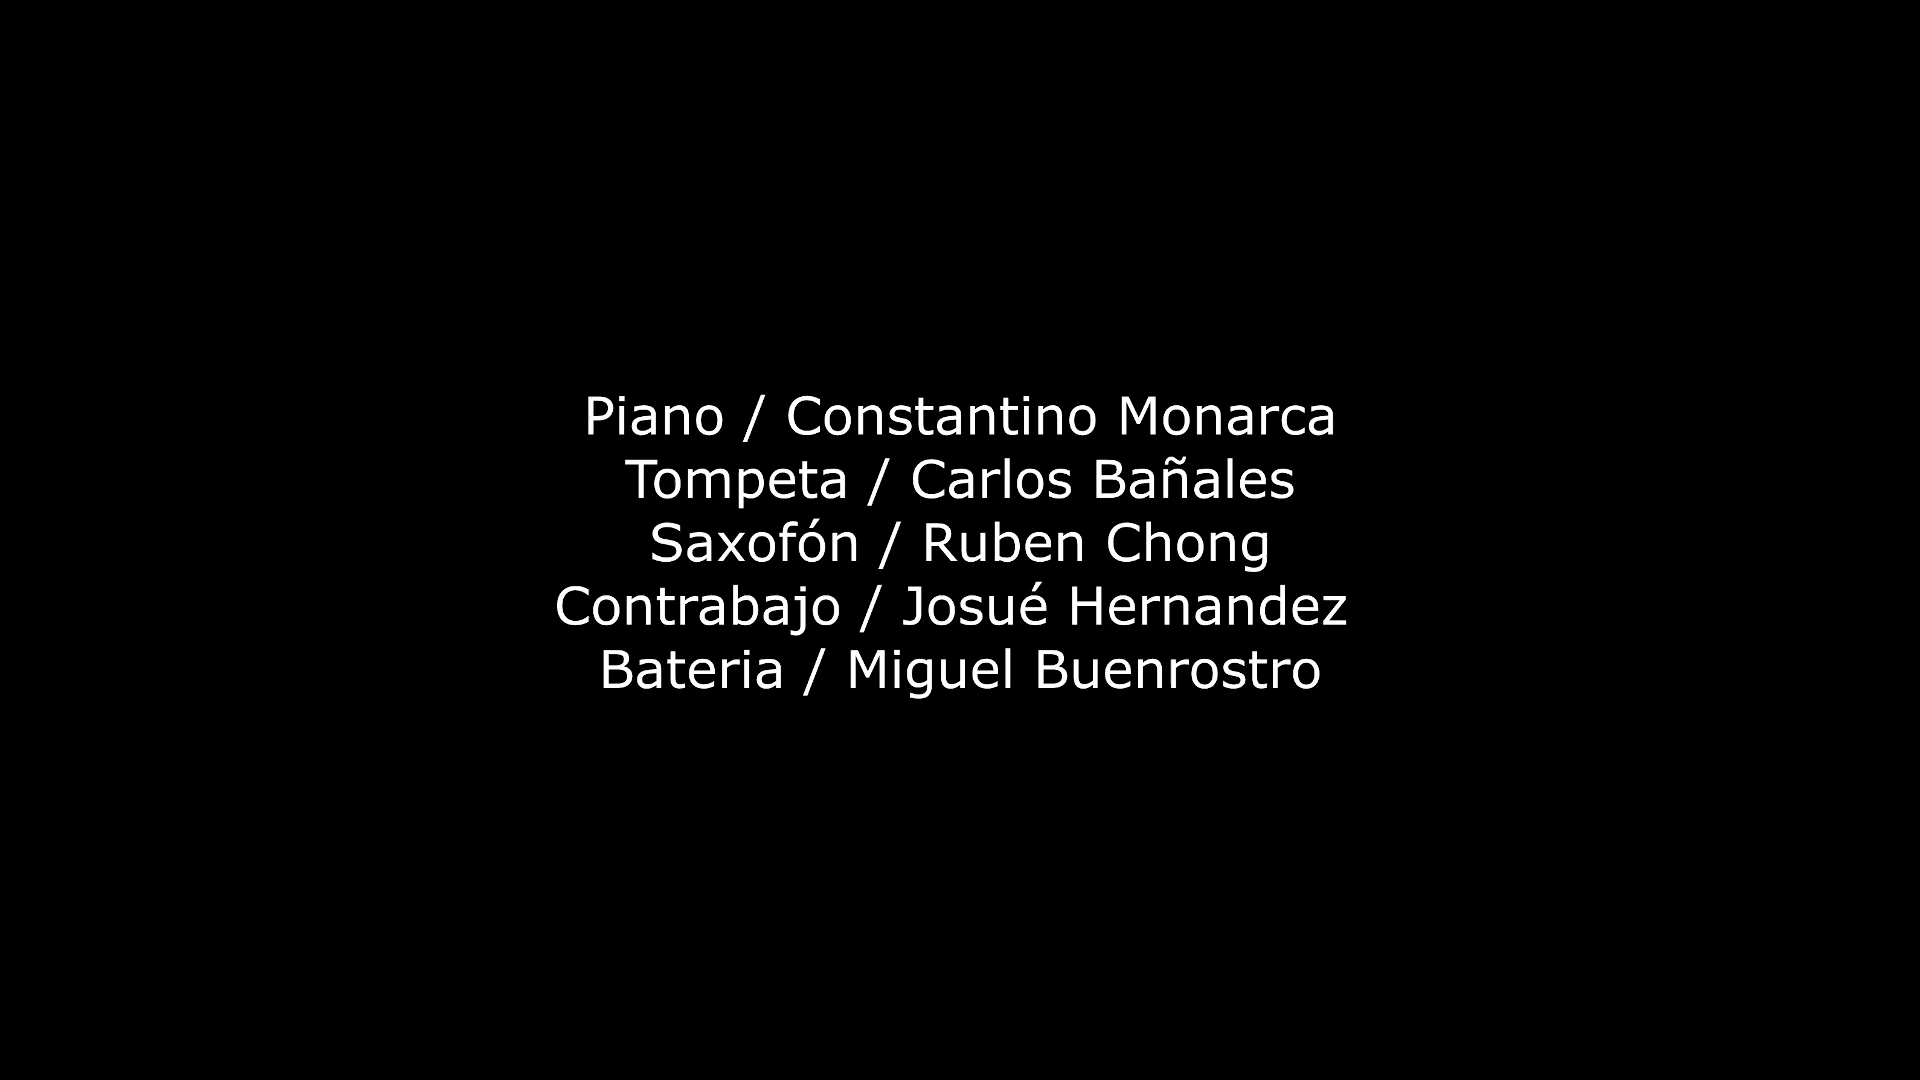 Piano / Constantino Monarca
Tompeta / Carlos Bañales
Saxofón / Ruben Chong
Contrabajo / Josué Hernandez
Bateria / Miguel Buenrostro